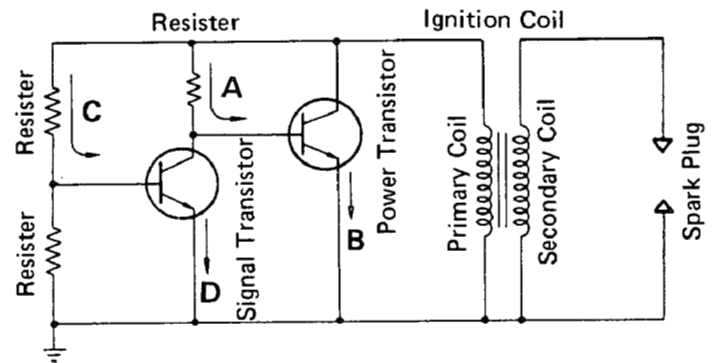 Resister
Ignition Coil
Resister
C
A
Signal Transistor
Power Transistor
Primary Coil
Secondary Coil
Spark Plug
Resister
D
B